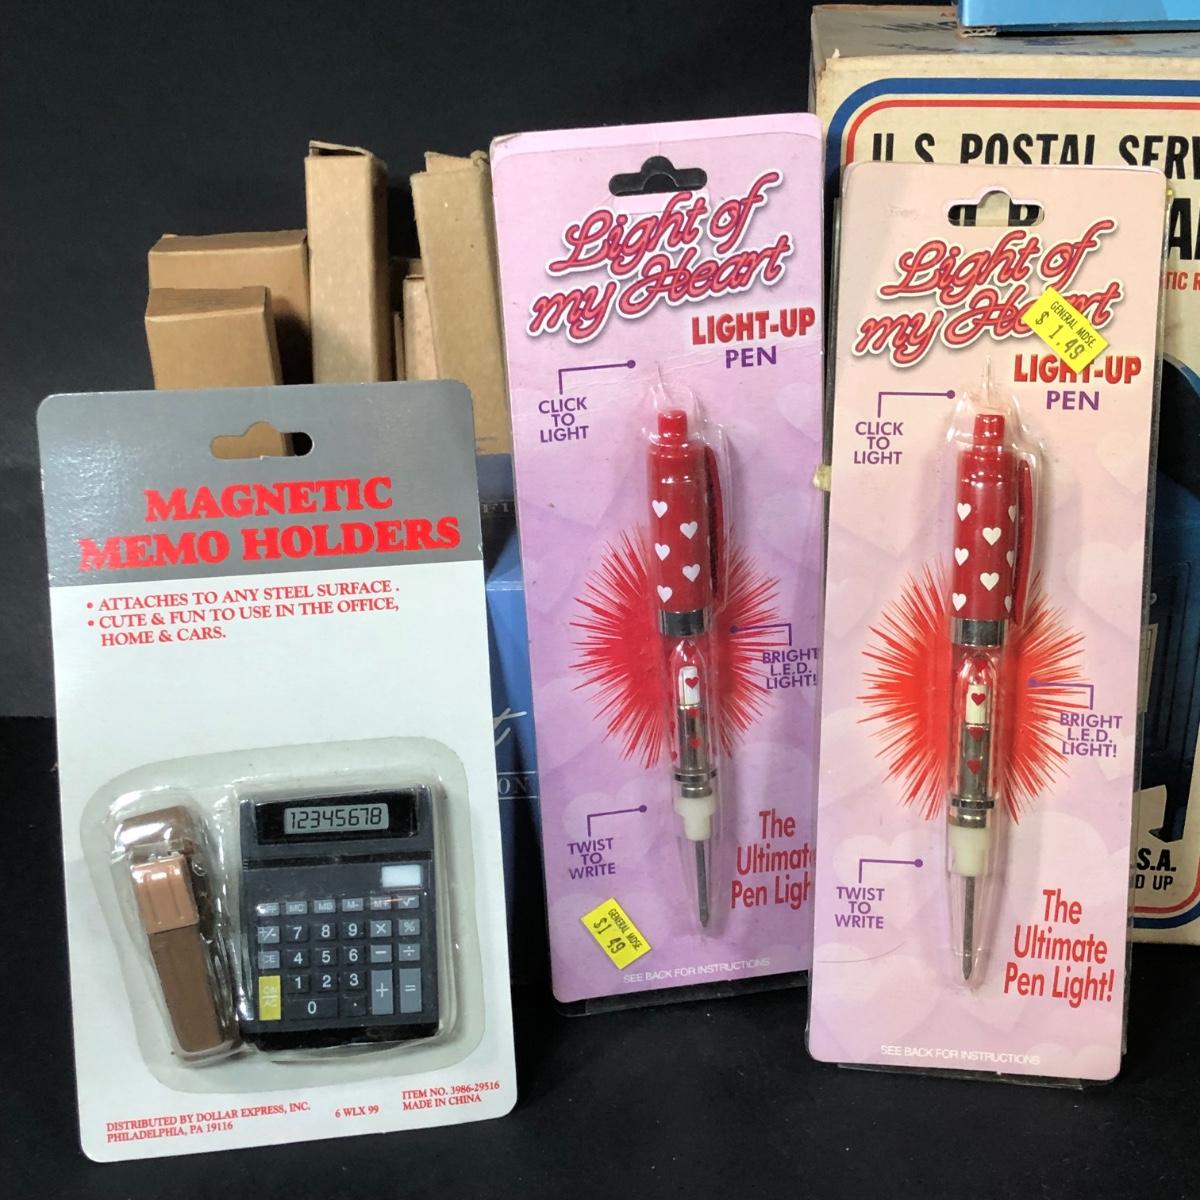 MAGNETIC
MEMO HOLDERS
• ATTACHES TO ANY STEEL SURFACE .
• CUTE & FUN TO USE IN THE OFFICE,
HOME & CARS.
12345678
MC
7 8 9 X %
CE 4 5 6 - ÷
1 2 3 + =
0 .
DISTRIBUTED BY DOLLAR EXPRESS, INC.
PHILADELPHIA, PA 19116
6 WLX 99
ITEM NO. 3986-29516
MADE IN CHINA
Light of
my Heart
LIGHT-UP
PEN
CLICK
TO
LIGHT
BRIGHT
L.E.D.
LIGHT!
TWIST
TO
WRITE
The
Ultimat
Pen Ligh
GENERAL MDSE
$1 49
SEE BACK FOR INSTRUCTIONS
Light of
my Heart
GENERAL MDSE
$ 1.49
LIGHT-UP
PEN
CLICK
TO
LIGHT
BRIGHT
L.E.D.
LIGHT!
TWIST
TO
WRITE
The
Ultimate
Pen Light!
SEE BACK FOR INSTRUCTIONS
U.S. POSTAL SERV
S.A.
D UP
ON